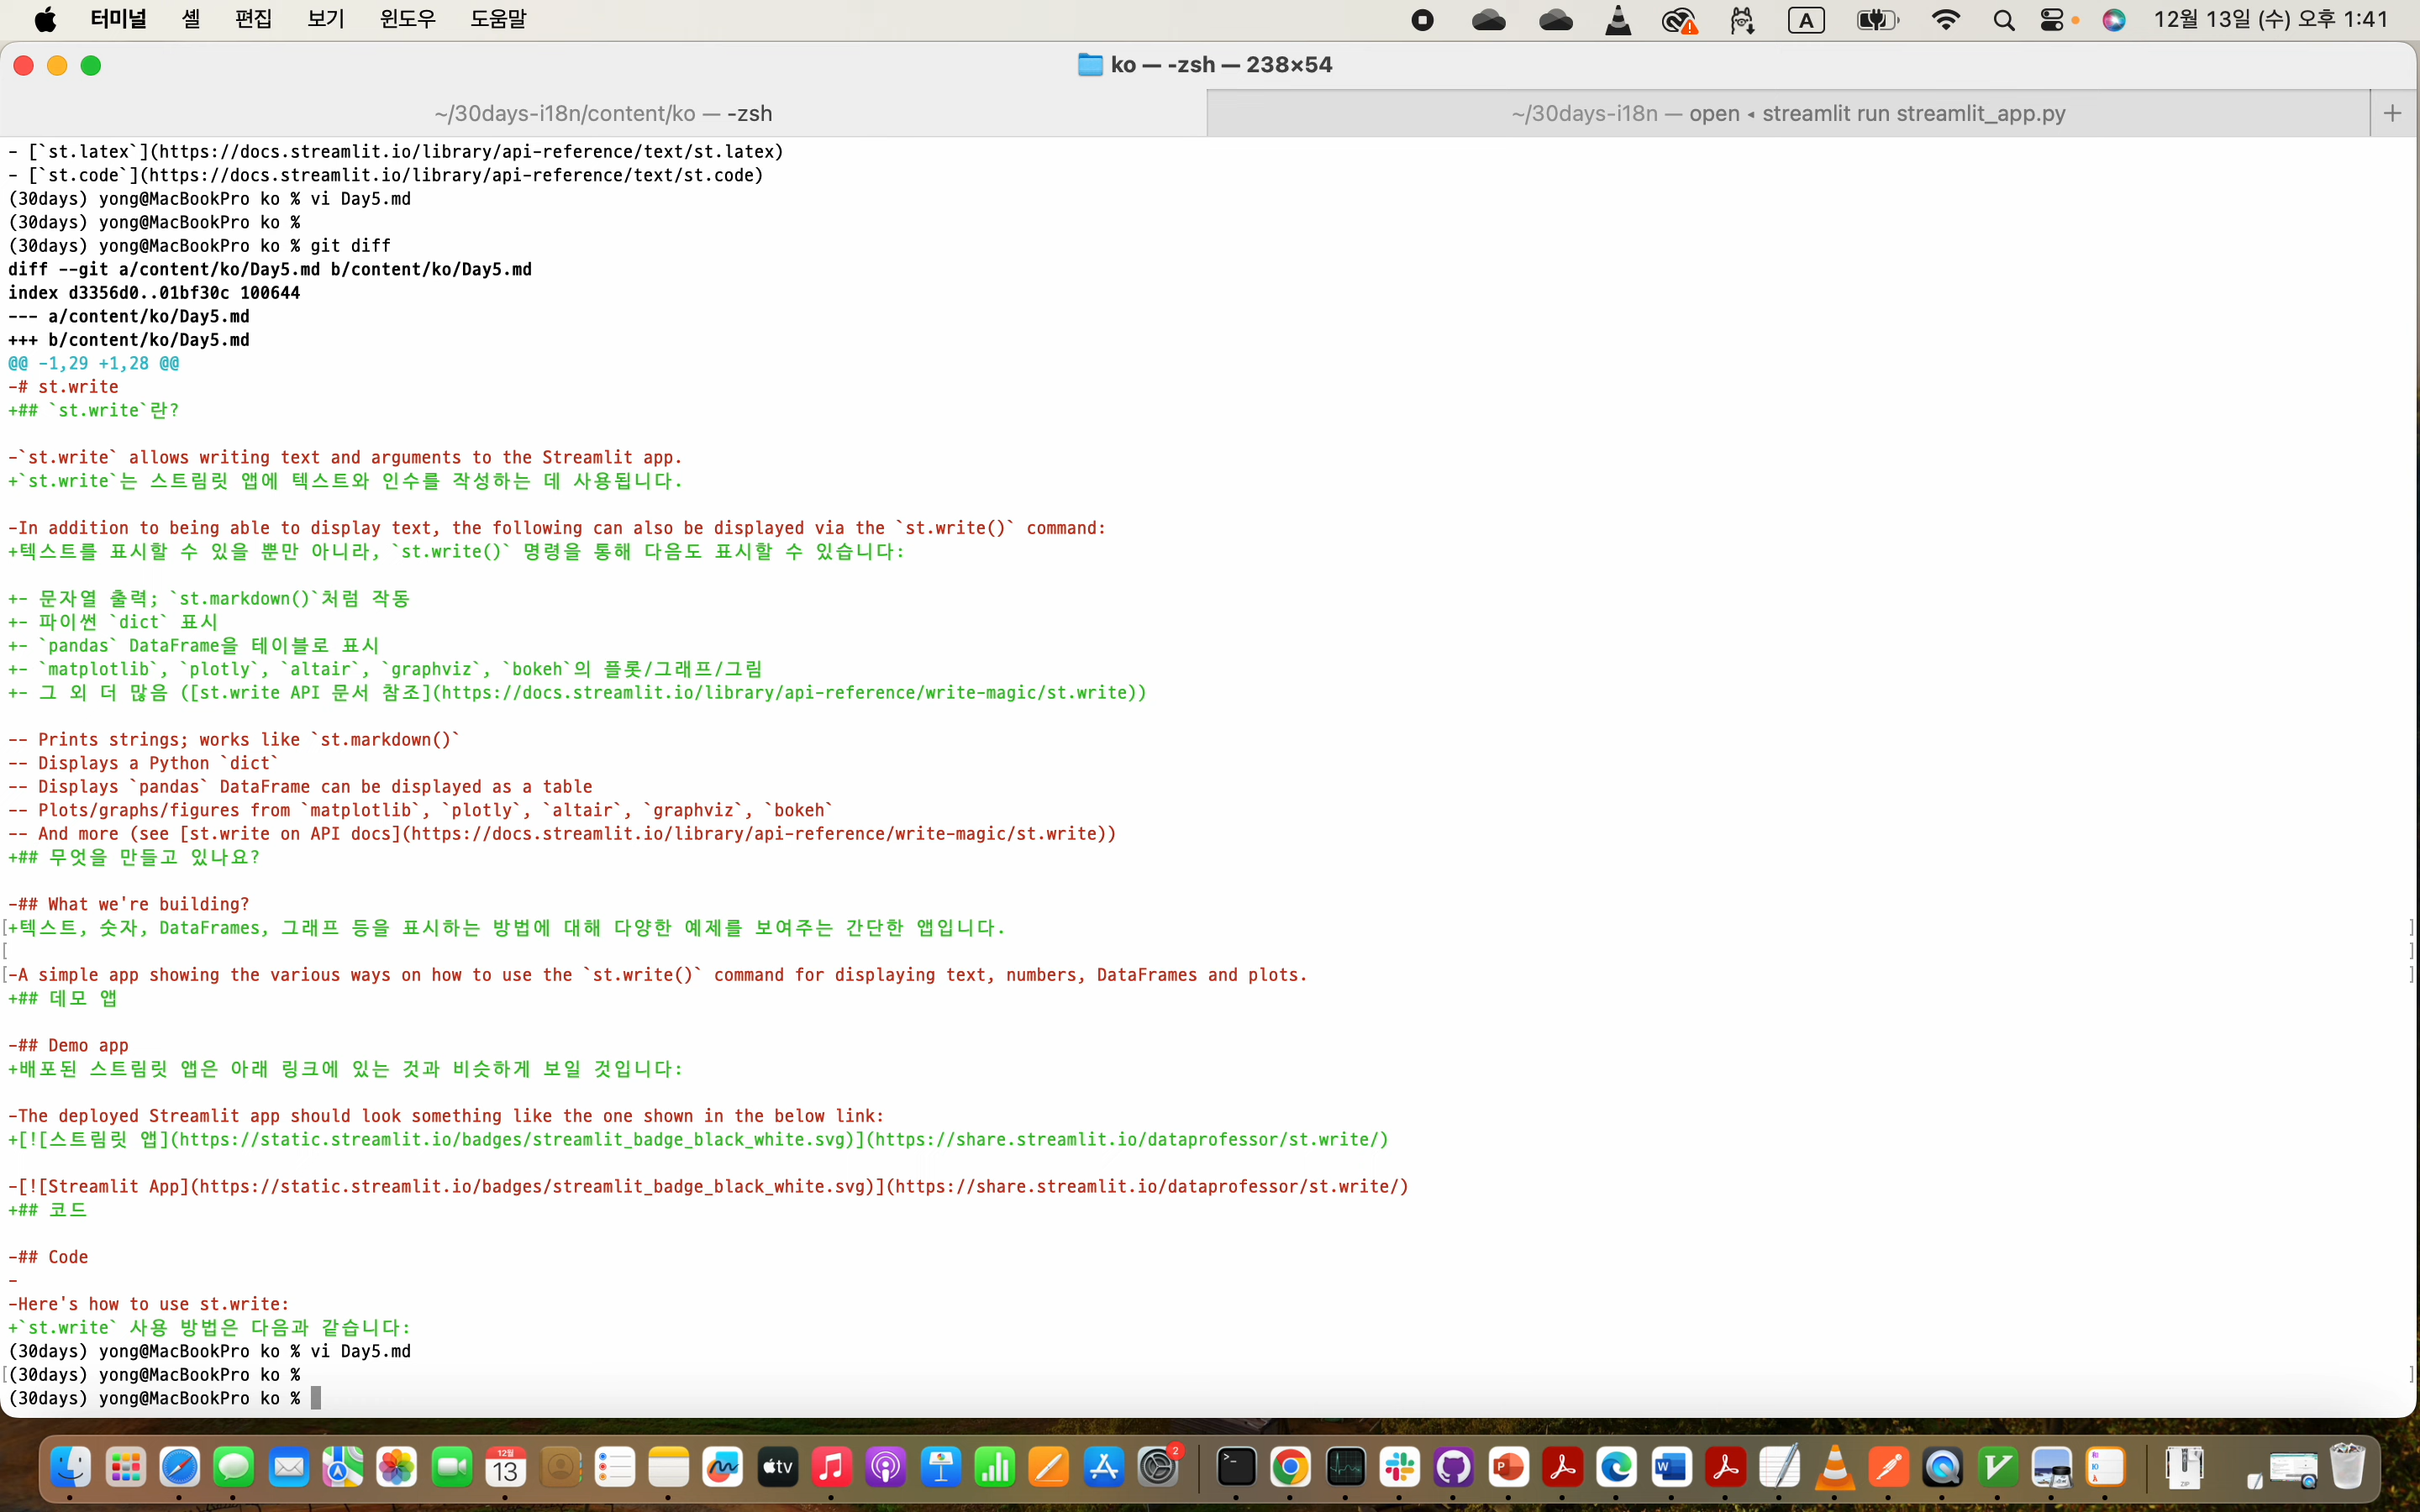 터미널 셸 편집 보기 윈도우 도움말 A 12월 13일 (수) 오후 1:41
ko — -zsh — 238×54
~/30days-i18n/content/ko — -zsh
~/30days-i18n — open ◂ streamlit run streamlit_app.py
- [`st.latex`](https://docs.streamlit.io/library/api-reference/text/st.latex)
- [`st.code`](https://docs.streamlit.io/library/api-reference/text/st.code)
(30days) yong@MacBookPro ko % vi Day5.md
(30days) yong@MacBookPro ko %
(30days) yong@MacBookPro ko % git diff
diff --git a/content/ko/Day5.md b/content/ko/Day5.md
index d3356d0..01bf30c 100644
--- a/content/ko/Day5.md
+++ b/content/ko/Day5.md
@@ -1,29 +1,28 @@
-# st.write
+## `st.write`란?
-`st.write` allows writing text and arguments to the Streamlit app.
+`st.write`는 스트림릿 앱에 텍스트와 인수를 작성하는 데 사용됩니다.
-In addition to being able to display text, the following can also be displayed via the `st.write()` command:
+텍스트를 표시할 수 있을 뿐만 아니라, `st.write()` 명령을 통해 다음도 표시할 수 있습니다:
+- 문자열 출력; `st.markdown()`처럼 작동
+- 파이썬 `dict` 표시
+- `pandas` DataFrame을 테이블로 표시
+- `matplotlib`, `plotly`, `altair`, `graphviz`, `bokeh`의 플롯/그래프/그림
+- 그 외 더 많음 ([st.write API 문서 참조](https://docs.streamlit.io/library/api-reference/write-magic/st.write))
-- Prints strings; works like `st.markdown()`
-- Displays a Python `dict`
-- Displays `pandas` DataFrame can be displayed as a table
-- Plots/graphs/figures from `matplotlib`, `plotly`, `altair`, `graphviz`, `bokeh`
-- And more (see [st.write on API docs](https://docs.streamlit.io/library/api-reference/write-magic/st.write))
+## 무엇을 만들고 있나요?
-## What we're building?
[+텍스트, 숫자, DataFrames, 그래프 등을 표시하는 방법에 대해 다양한 예제를 보여주는 간단한 앱입니다. ]
[ ]
[-A simple app showing the various ways on how to use the `st.write()` command for displaying text, numbers, DataFrames and plots. ]
+## 데모 앱
-## Demo app
+배포된 스트림릿 앱은 아래 링크에 있는 것과 비슷하게 보일 것입니다:
-The deployed Streamlit app should look something like the one shown in the below link:
+[![스트림릿 앱](https://static.streamlit.io/badges/streamlit_badge_black_white.svg)](https://share.streamlit.io/dataprofessor/st.write/)
-[![Streamlit App](https://static.streamlit.io/badges/streamlit_badge_black_white.svg)](https://share.streamlit.io/dataprofessor/st.write/)
+## 코드
-## Code
-
-Here's how to use st.write:
+`st.write` 사용 방법은 다음과 같습니다:
(30days) yong@MacBookPro ko % vi Day5.md
[(30days) yong@MacBookPro ko % ]
(30days) yong@MacBookPro ko %
12월 13 tv 2 ZIP